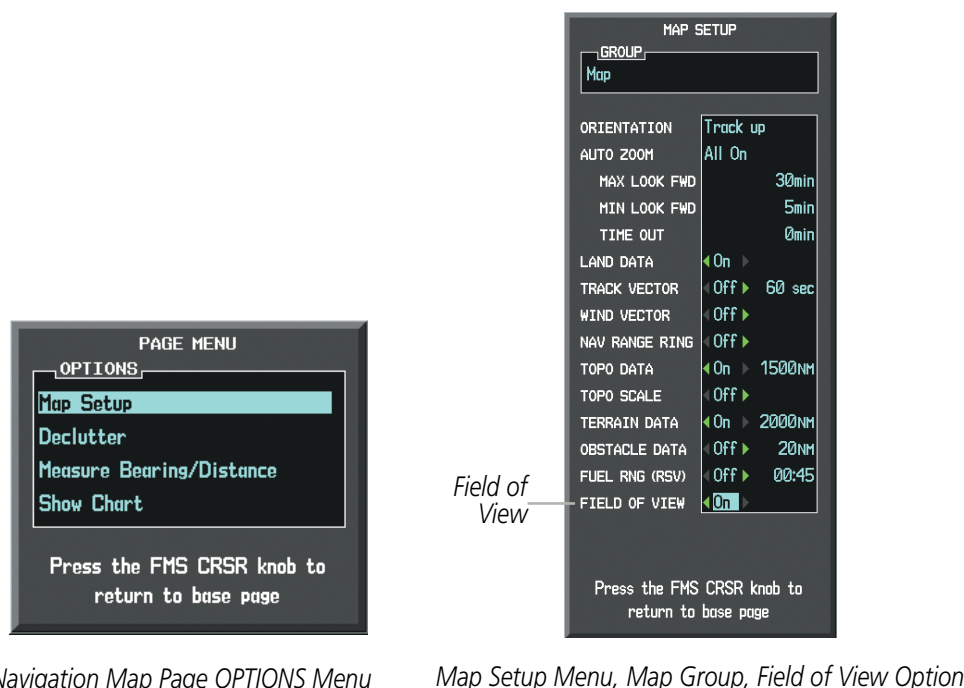 PAGE MENU
OPTIONS
Map Setup
Declutter
Measure Bearing/Distance
Show Chart
Press the FMS CRSR knob to
return to base page
Navigation Map Page OPTIONS Menu
MAP SETUP
GROUP
Map
ORIENTATION Track up
AUTO ZOOM All On
MAX LOOK FWD 30min
MIN LOOK FWD 5min
TIME OUT 0min
LAND DATA On
TRACK VECTOR Off 60 sec
WIND VECTOR Off
NAV RANGE RING Off
TOPO DATA On 1500NM
TOPO SCALE Off
TERRAIN DATA On 2000NM
OBSTACLE DATA Off 20NM
FUEL RNG (RSV) Off 00:45
FIELD OF VIEW On
Field of
View
Press the FMS CRSR knob to
return to base page
Map Setup Menu, Map Group, Field of View Option